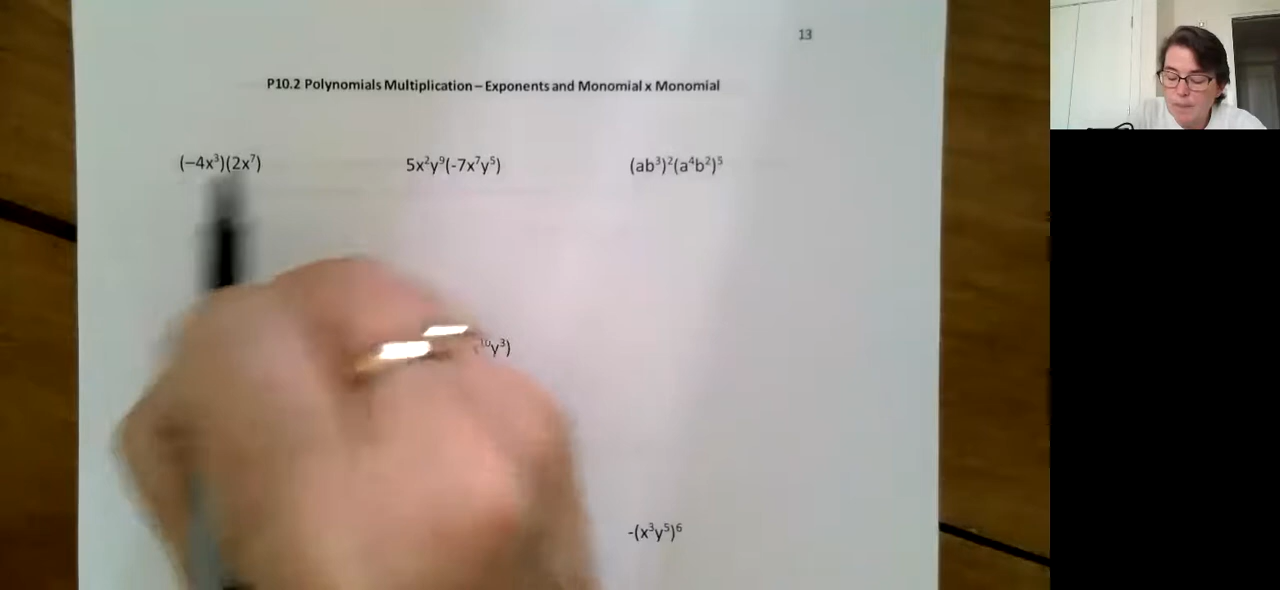 13
P10.2 Polynomials Multiplication – Exponents and Monomial x Monomial
(−4x³)(2x⁷) 5x²y⁹(-7x⁷y⁵) (ab³)²(a⁴b²)⁵
¹⁰y³)
-(x³y⁵)⁶